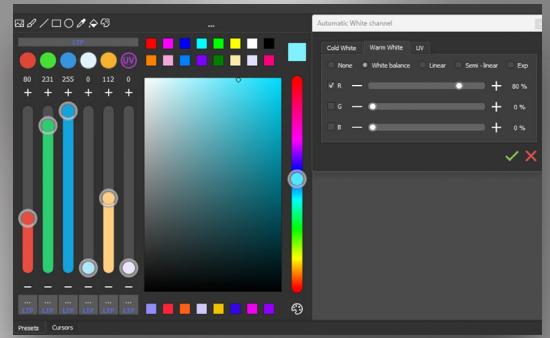 ...
LTP
UV
80 231 255 0 112 0
+ + + + + +
− − − − − −
... ... ... ... ... ...
LTP LTP LTP LTP LTP LTP
Presets Cursors
Automatic White channel
Cold White Warm White UV
None White balance Linear Semi - linear Exp
R − + 80 %
G − + 0 %
B − + 0 %